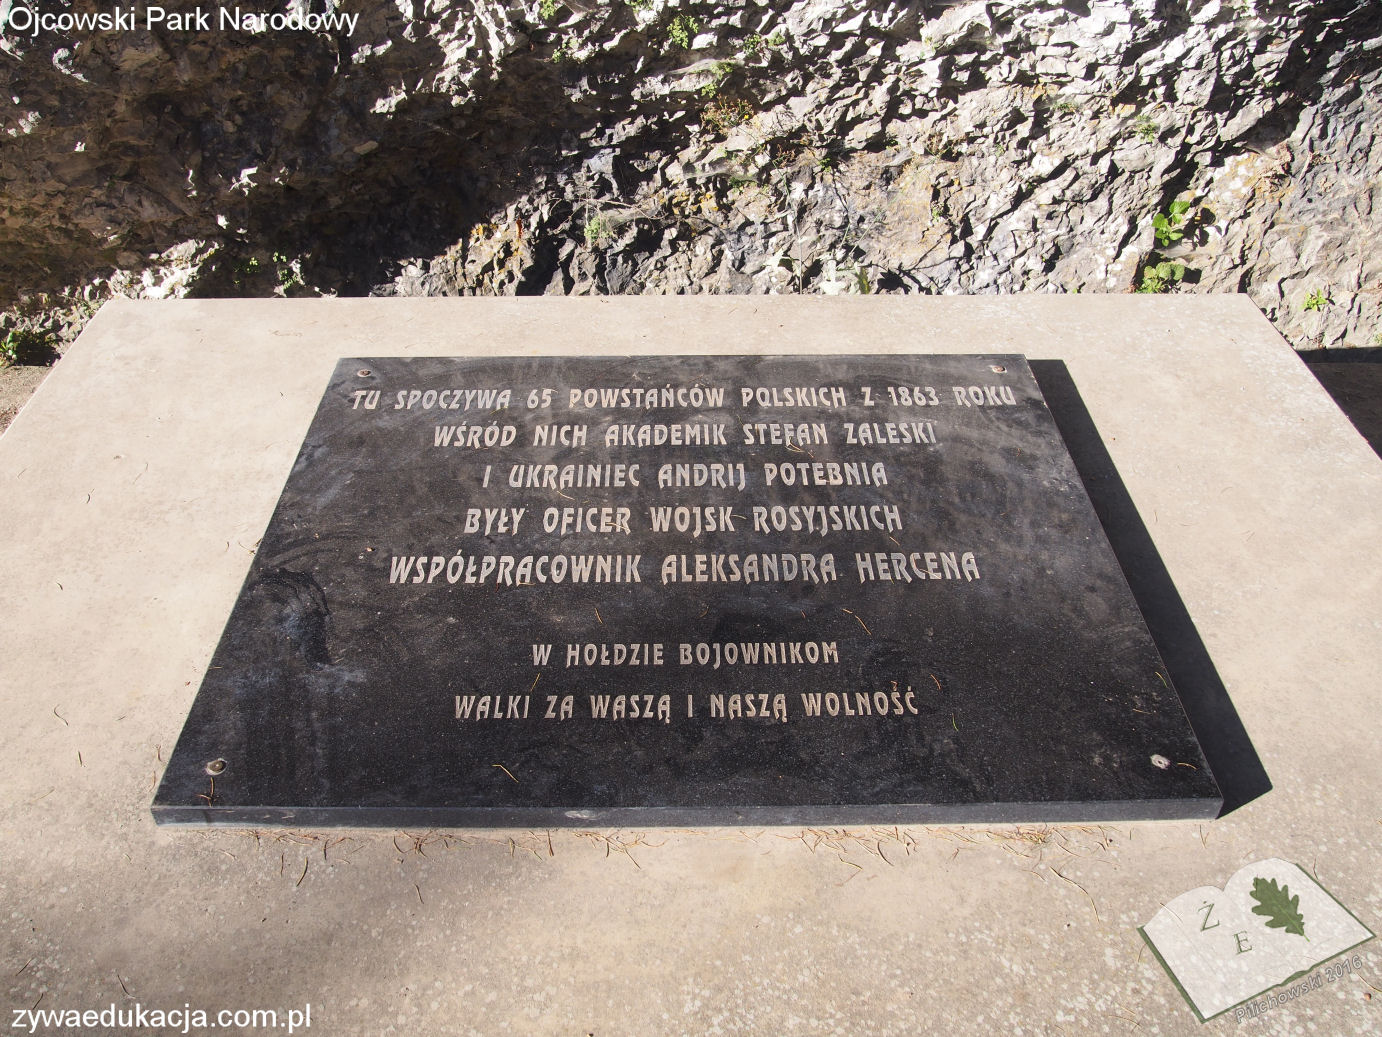 Ojcowski Park Narodowy
TU SPOCZYWA 65 POWSTAŃCÓW POLSKICH Z 1863 ROKU
WŚRÓD NICH AKADEMIK STEFAN ZALESKI
I UKRAINIEC ANDRIJ POTEBNIA
BYŁY OFICER WOJSK ROSYJSKICH
WSPÓŁPRACOWNIK ALEKSANDRA HERCENA
W HOŁDZIE BOJOWNIKOM
WALKI ZA WASZĄ I NASZĄ WOLNOŚĆ
Ż
E
Pilichowski 2016
zywaedukacja.com.pl